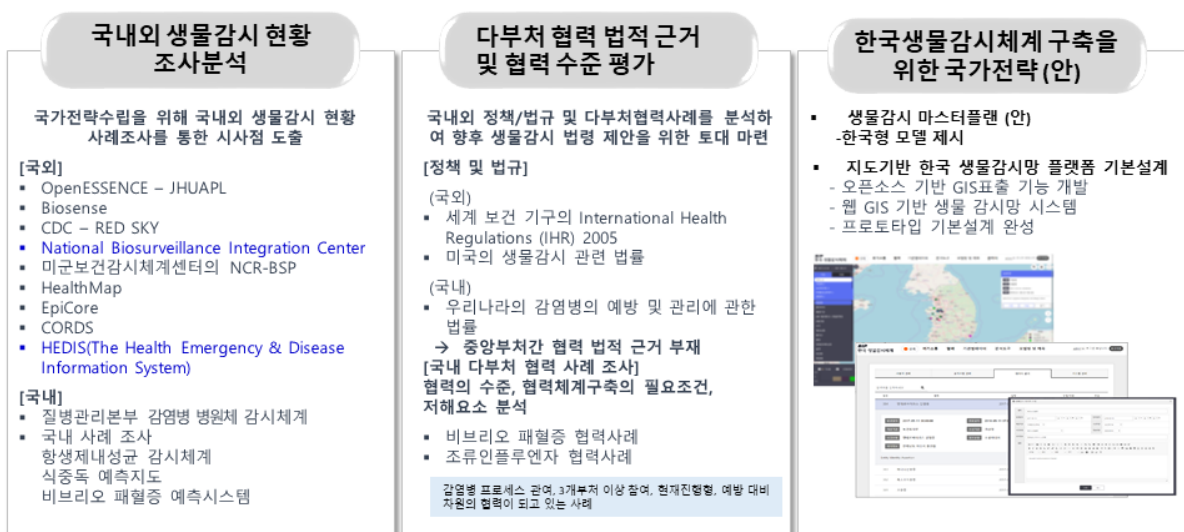 국내외 생물감시 현황
조사분석
국가전략수립을 위해 국내외 생물감시 현황
사례조사를 통한 시사점 도출
[국외]
▪ OpenESSENCE – JHUAPL
▪ Biosense
▪ CDC – RED SKY
▪ National Biosurveillance Integration Center
▪ 미군보건감시체계센터의 NCR-BSP
▪ HealthMap
▪ EpiCore
▪ CORDS
▪ HEDIS(The Health Emergency & Disease
Information System)
[국내]
▪ 질병관리본부 감염병 병원체 감시체계
▪ 국내 사례 조사
항생제내성균 감시체계
식중독 예측지도
비브리오 패혈증 예측시스템
다부처 협력 법적 근거
및 협력 수준 평가
국내외 정책/법규 및 다부처협력사례를 분석하
여 향후 생물감시 법령 제안을 위한 토대 마련
[정책 및 법규]
(국외)
▪ 세계 보건 기구의 International Health
Regulations (IHR) 2005
▪ 미국의 생물감시 관련 법률
(국내)
▪ 우리나라의 감염병의 예방 및 관리에 관한
법률
→ 중앙부처간 협력 법적 근거 부재
[국내 다부처 협력 사례 조사]
협력의 수준, 협력체계구축의 필요조건,
저해요소 분석
▪ 비브리오 패혈증 협력사례
▪ 조류인플루엔자 협력사례
감염병 프로세스 관여, 3개부처 이상 참여, 현재진행형, 예방 대비
자원의 협력이 되고 있는 사례
한국생물감시체계 구축을
위한 국가전략 (안)
▪ 생물감시 마스터플랜 (안)
-한국형 모델 제시
▪ 지도기반 한국 생물감시망 플랫폼 기본설계
- 오픈소스 기반 GIS표출 기능 개발
- 웹 GIS 기반 생물 감시망 시스템
- 프로토타입 기본설계 완성